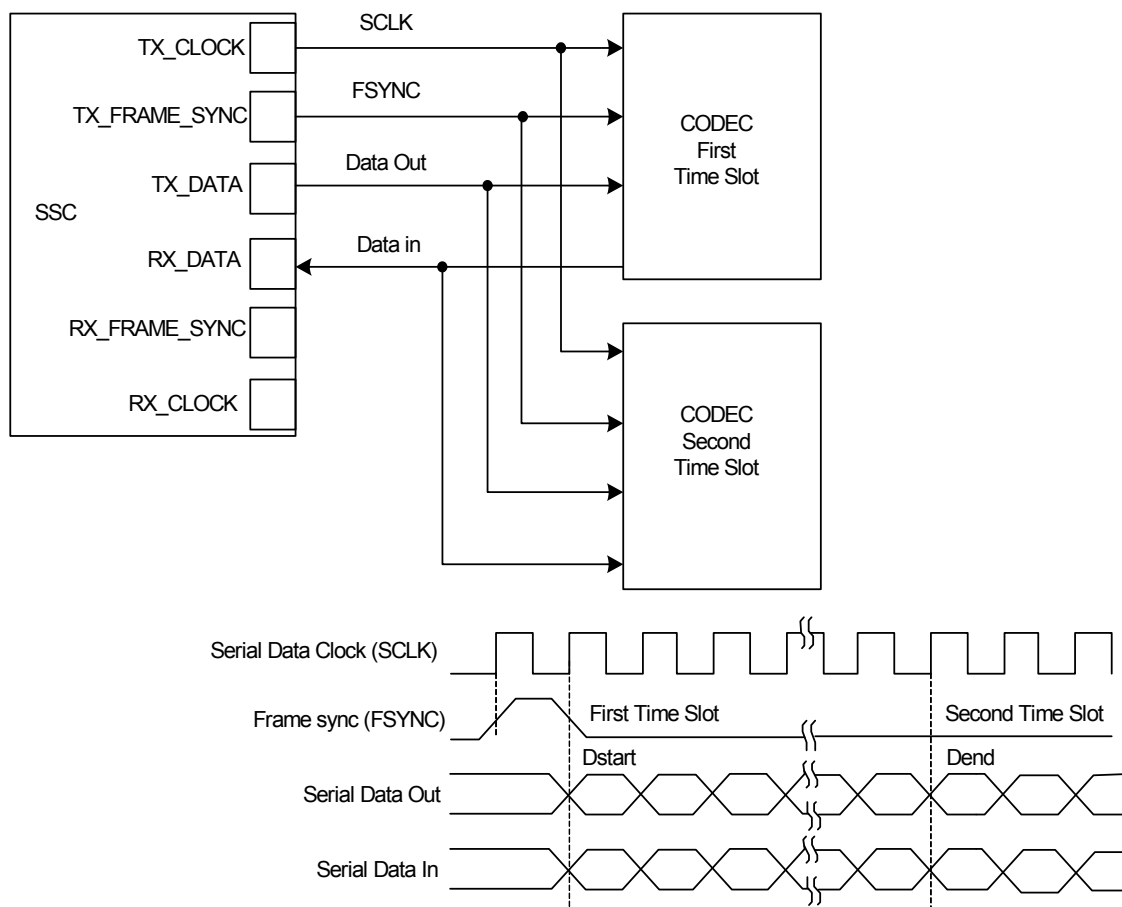 SCLK
TX_CLOCK
FSYNC
TX_FRAME_SYNC
CODEC
First
Time Slot
Data Out
TX_DATA
SSC
Data in
RX_DATA
RX_FRAME_SYNC
RX_CLOCK
CODEC
Second
Time Slot
Serial Data Clock (SCLK)
Frame sync (FSYNC)
First Time Slot
Second Time Slot
Dstart
Dend
Serial Data Out
Serial Data In